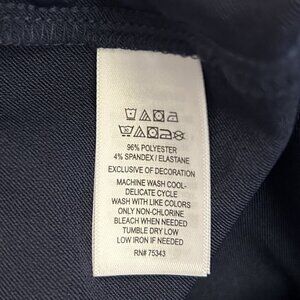 96% POLYESTER
4% SPANDEX / ELASTANE
EXCLUSIVE OF DECORATION
MACHINE WASH COOL-
DELICATE CYCLE
WASH WITH LIKE COLORS
ONLY NON-CHLORINE
BLEACH WHEN NEEDED
TUMBLE DRY LOW
LOW IRON IF NEEDED
RN# 75343